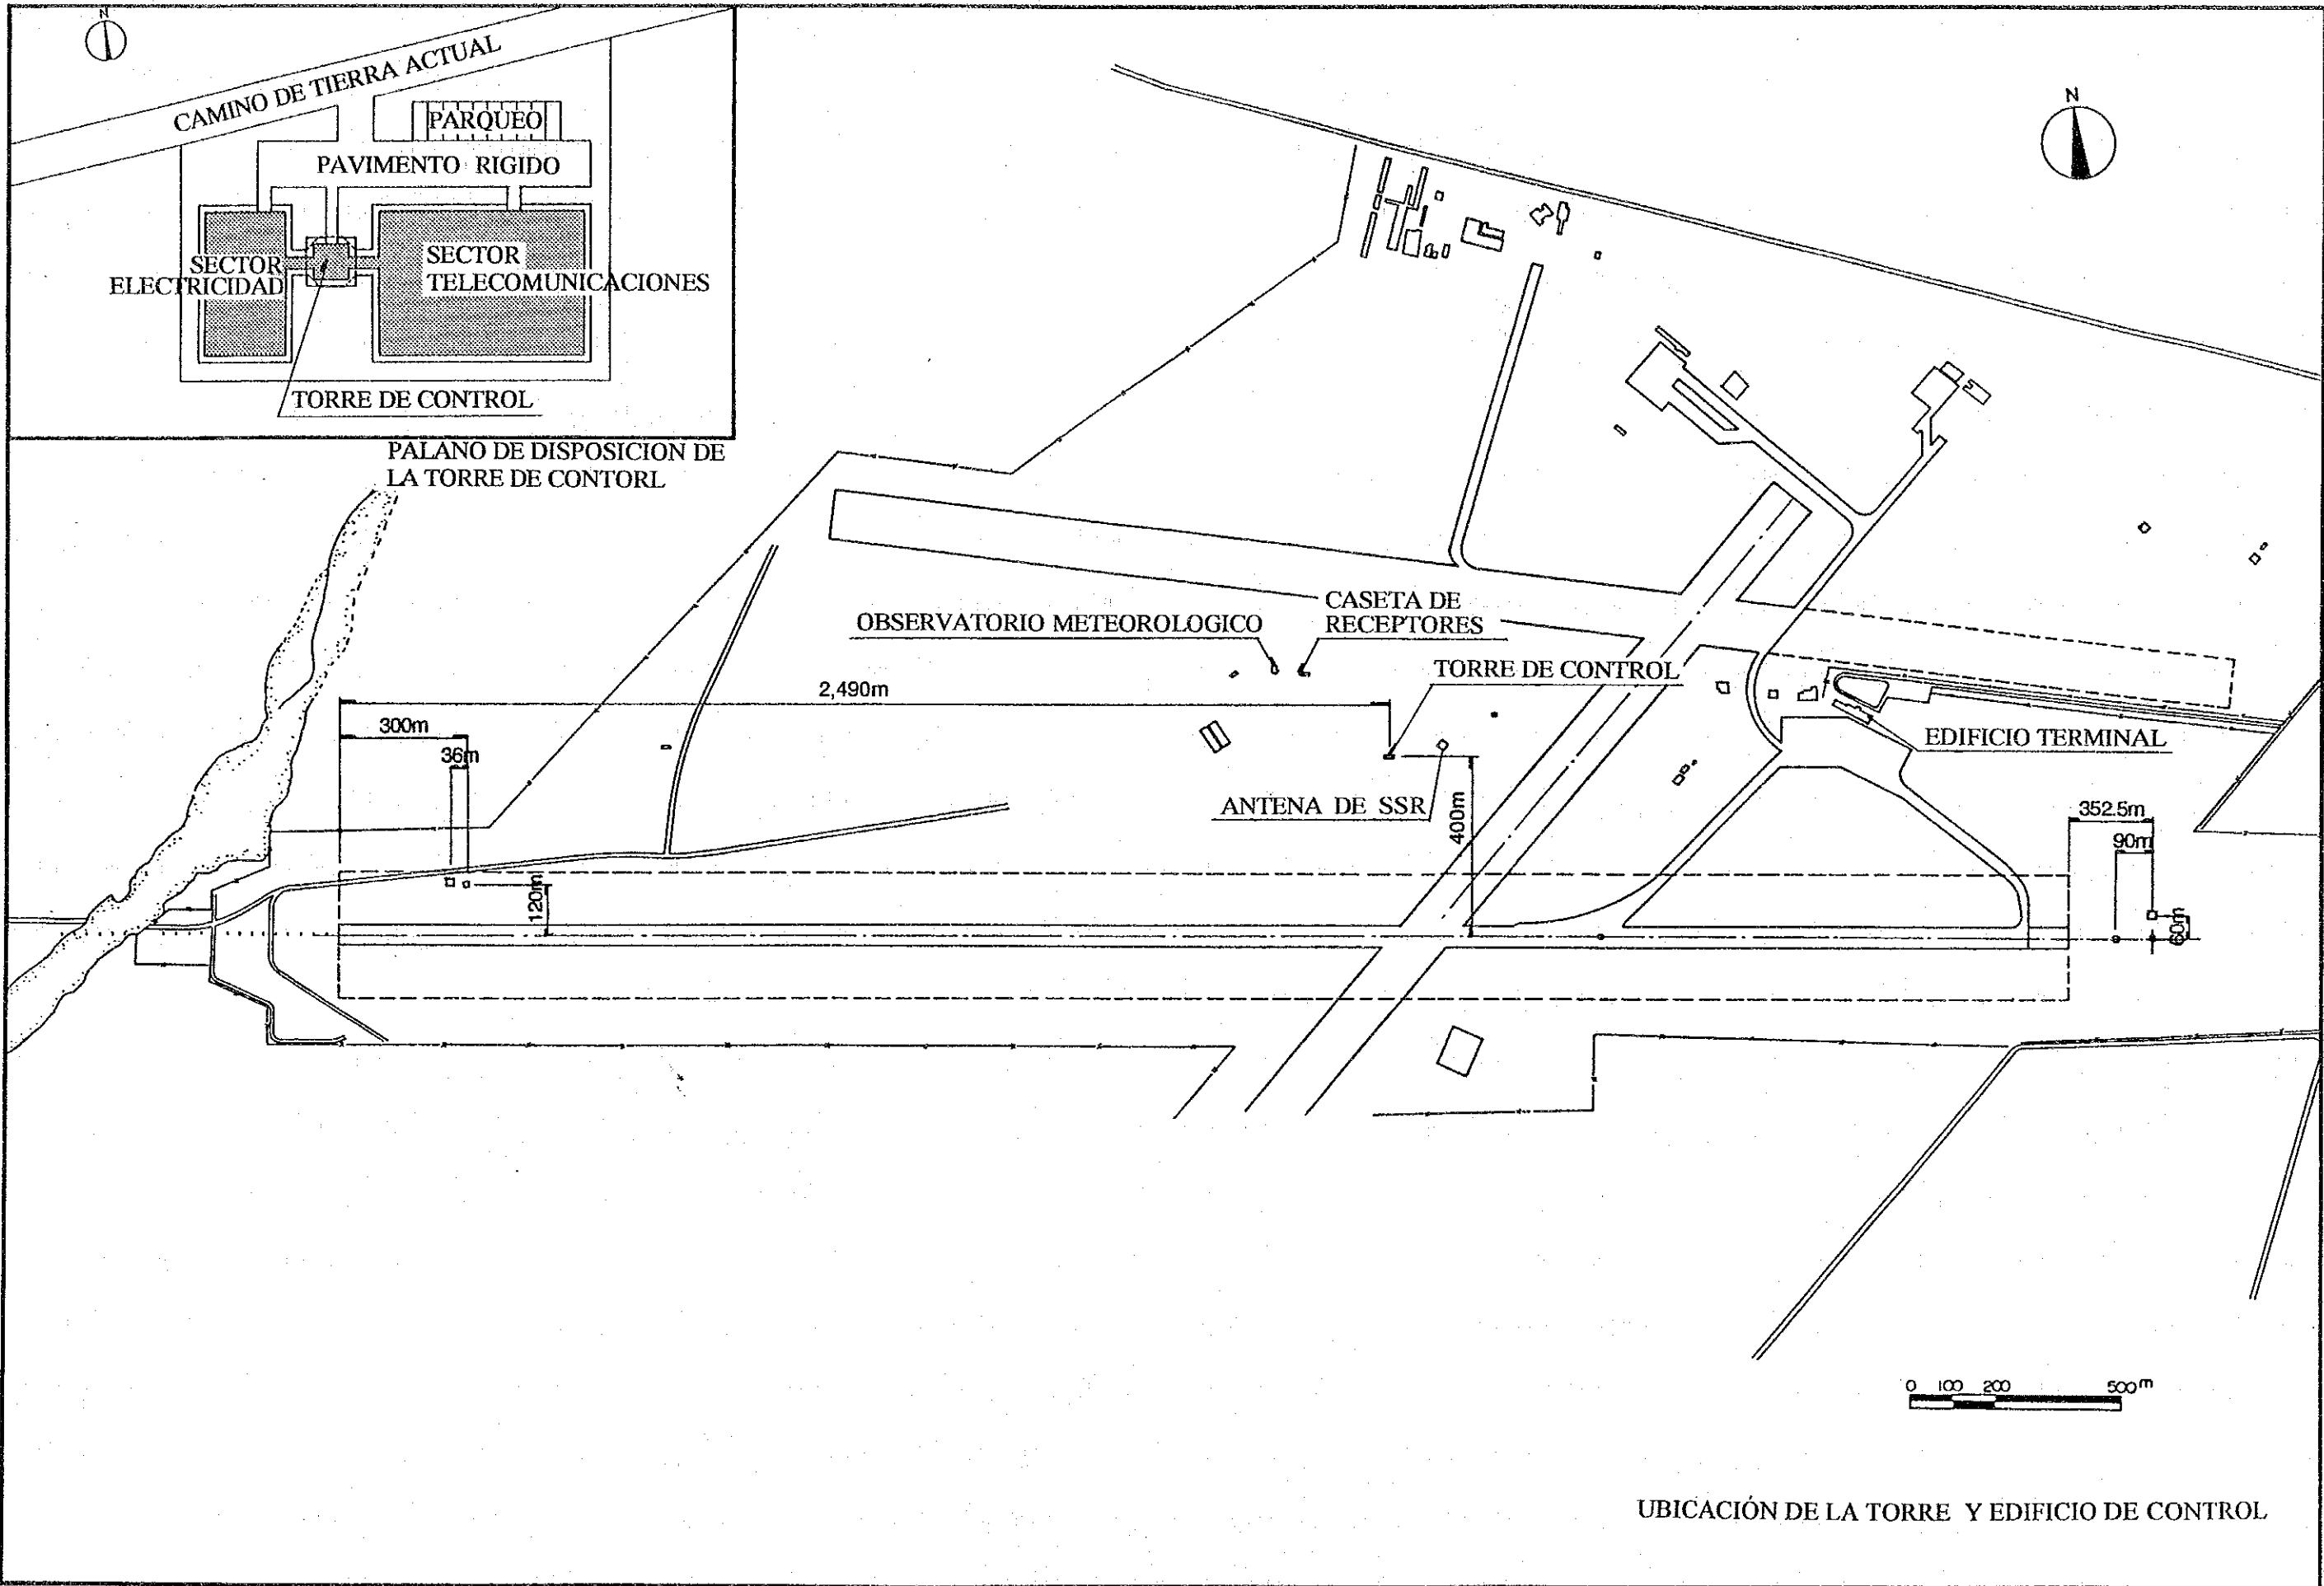 N
CAMINO DE TIERRA ACTUAL
PARQUEO
PAVIMENTO RIGIDO
SECTOR
ELECTRICIDAD
SECTOR
TELECOMUNICACIONES
TORRE DE CONTROL
PALANO DE DISPOSICION DE
LA TORRE DE CONTORL
N
OBSERVATORIO METEOROLOGICO
CASETA DE
RECEPTORES
TORRE DE CONTROL
2,490m
300m
36m
EDIFICIO TERMINAL
ANTENA DE SSR
400m
352.5m
90m
120m
60m
0 100 200 500m
UBICACIÓN DE LA TORRE Y EDIFICIO DE CONTROL